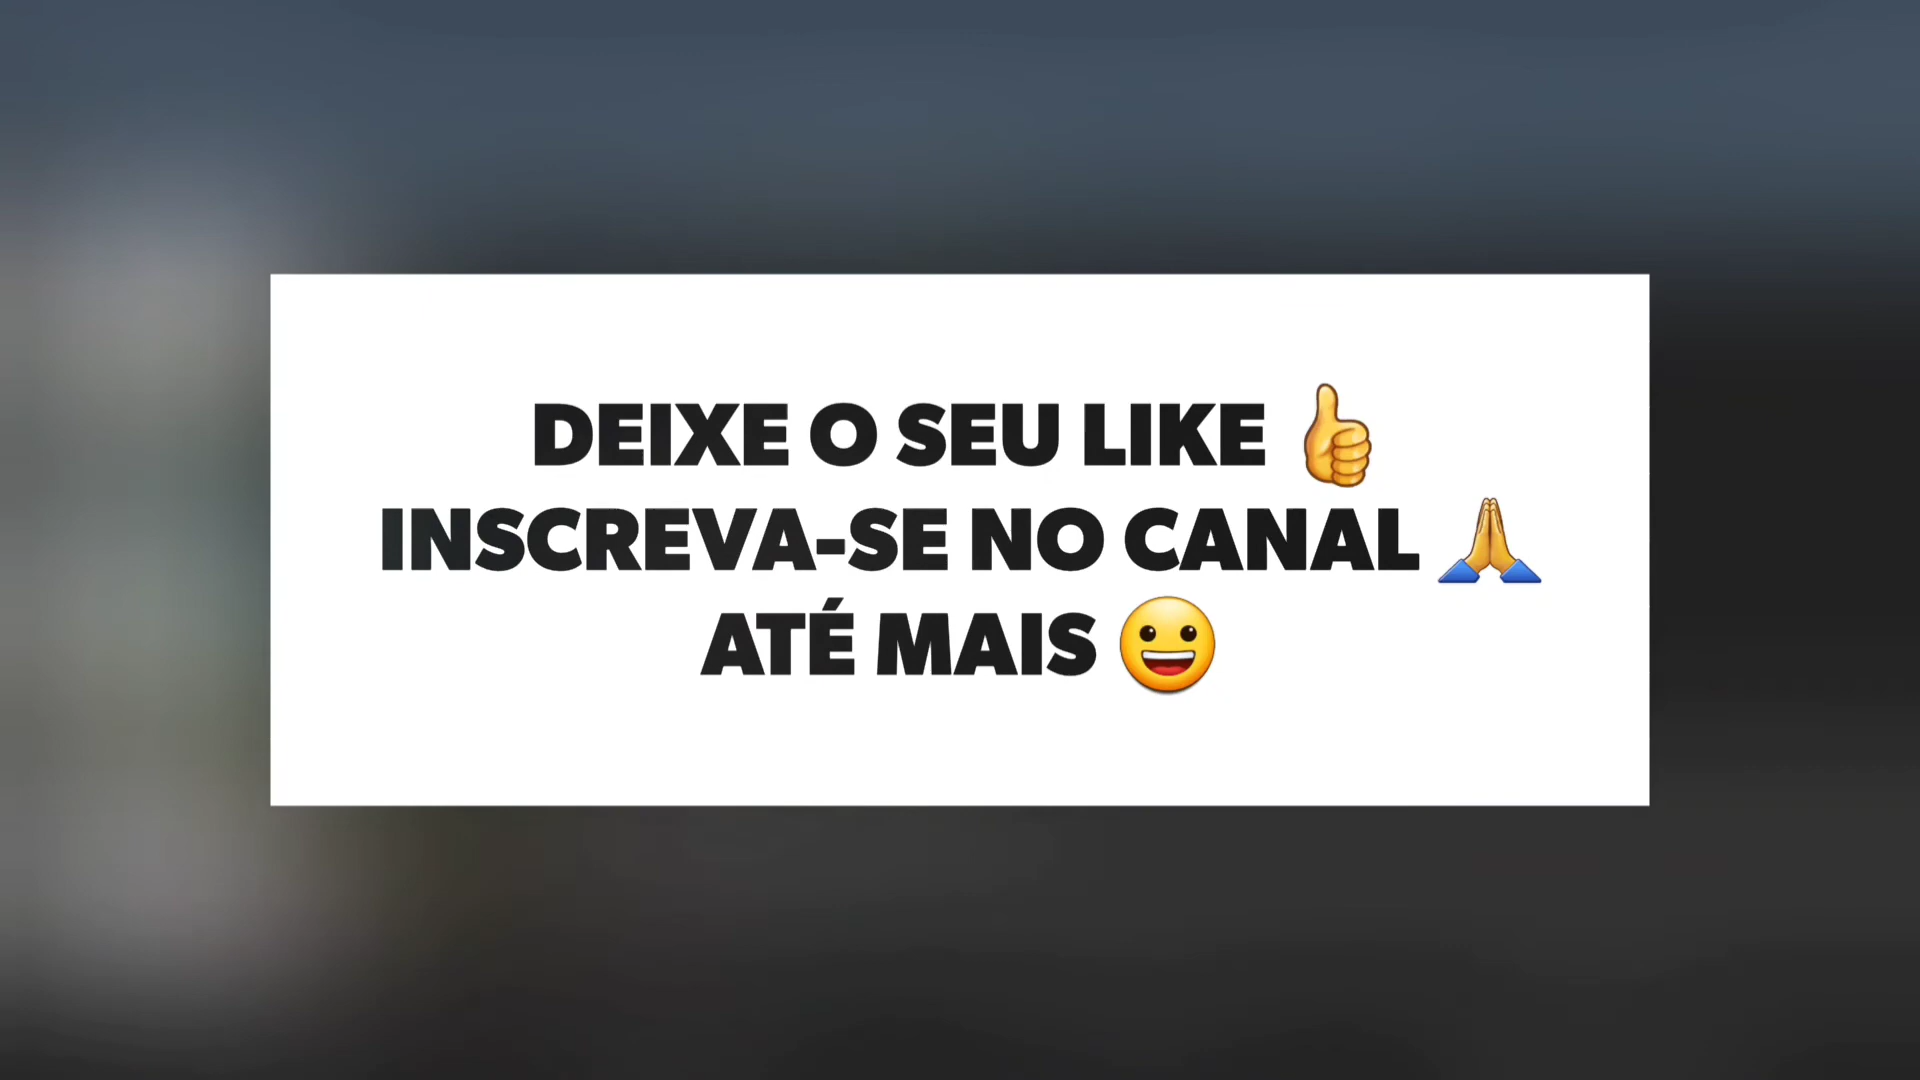 DEIXE O SEU LIKE 👍
INSCREVA-SE NO CANAL 🙏
ATÉ MAIS 😀